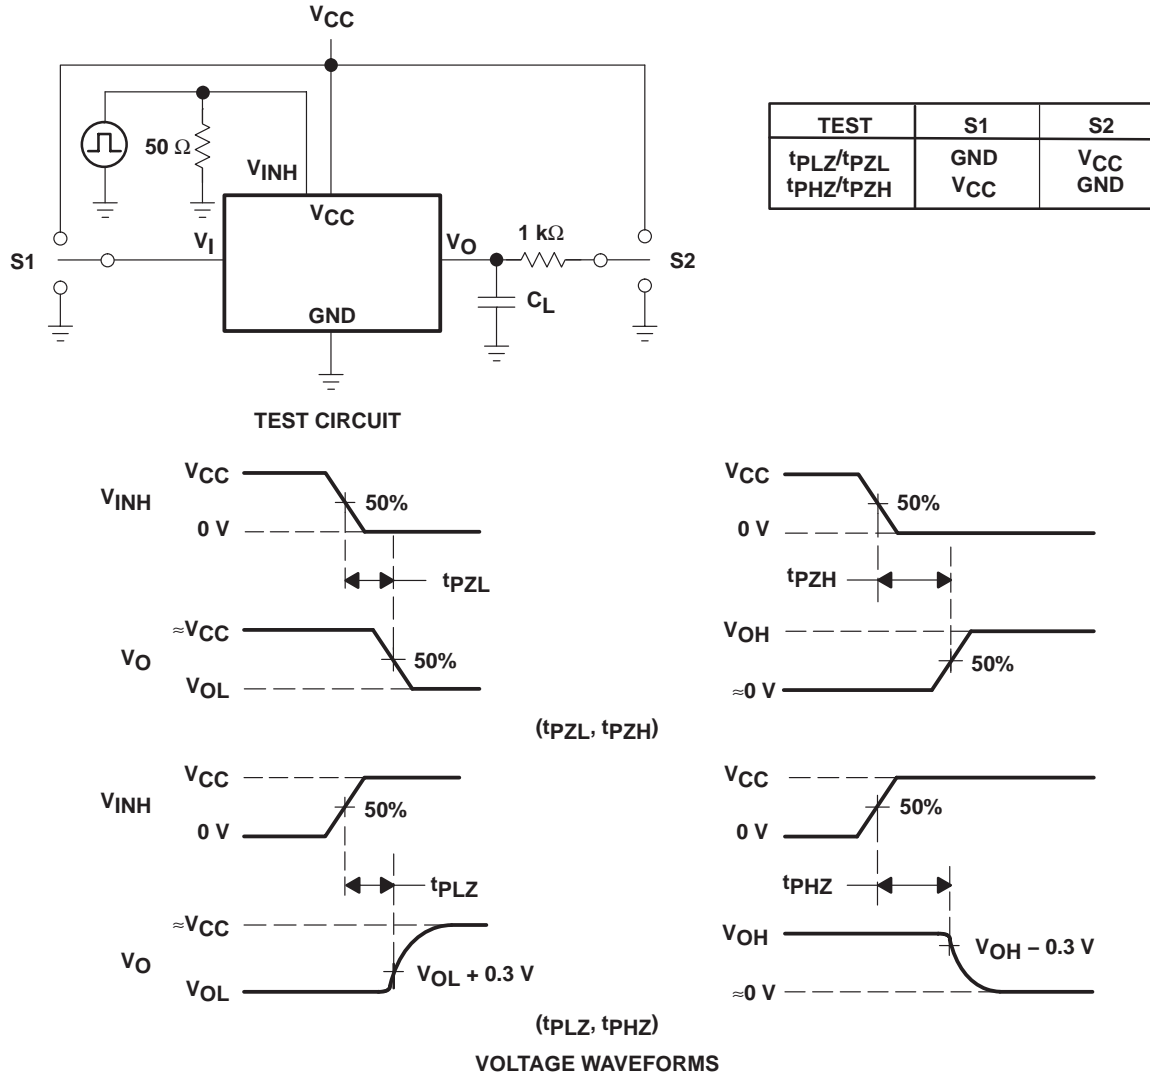 VCC
TEST S1 S2
tPLZ/tPZL GND VCC
tPHZ/tPZH VCC GND
50 Ω
VINH
VCC
VI
VO
1 kΩ
S1
S2
CL
GND
TEST CIRCUIT
VINH
VCC
50%
0 V
tPZL
VO
≈VCC
50%
VOL
VCC
50%
0 V
tPZH
VOH
50%
≈0 V
(tPZL, tPZH)
VINH
VCC
50%
0 V
tPLZ
VO
≈VCC
VOL + 0.3 V
VOL
VCC
50%
0 V
tPHZ
VOH
VOH – 0.3 V
≈0 V
(tPLZ, tPHZ)
VOLTAGE WAVEFORMS